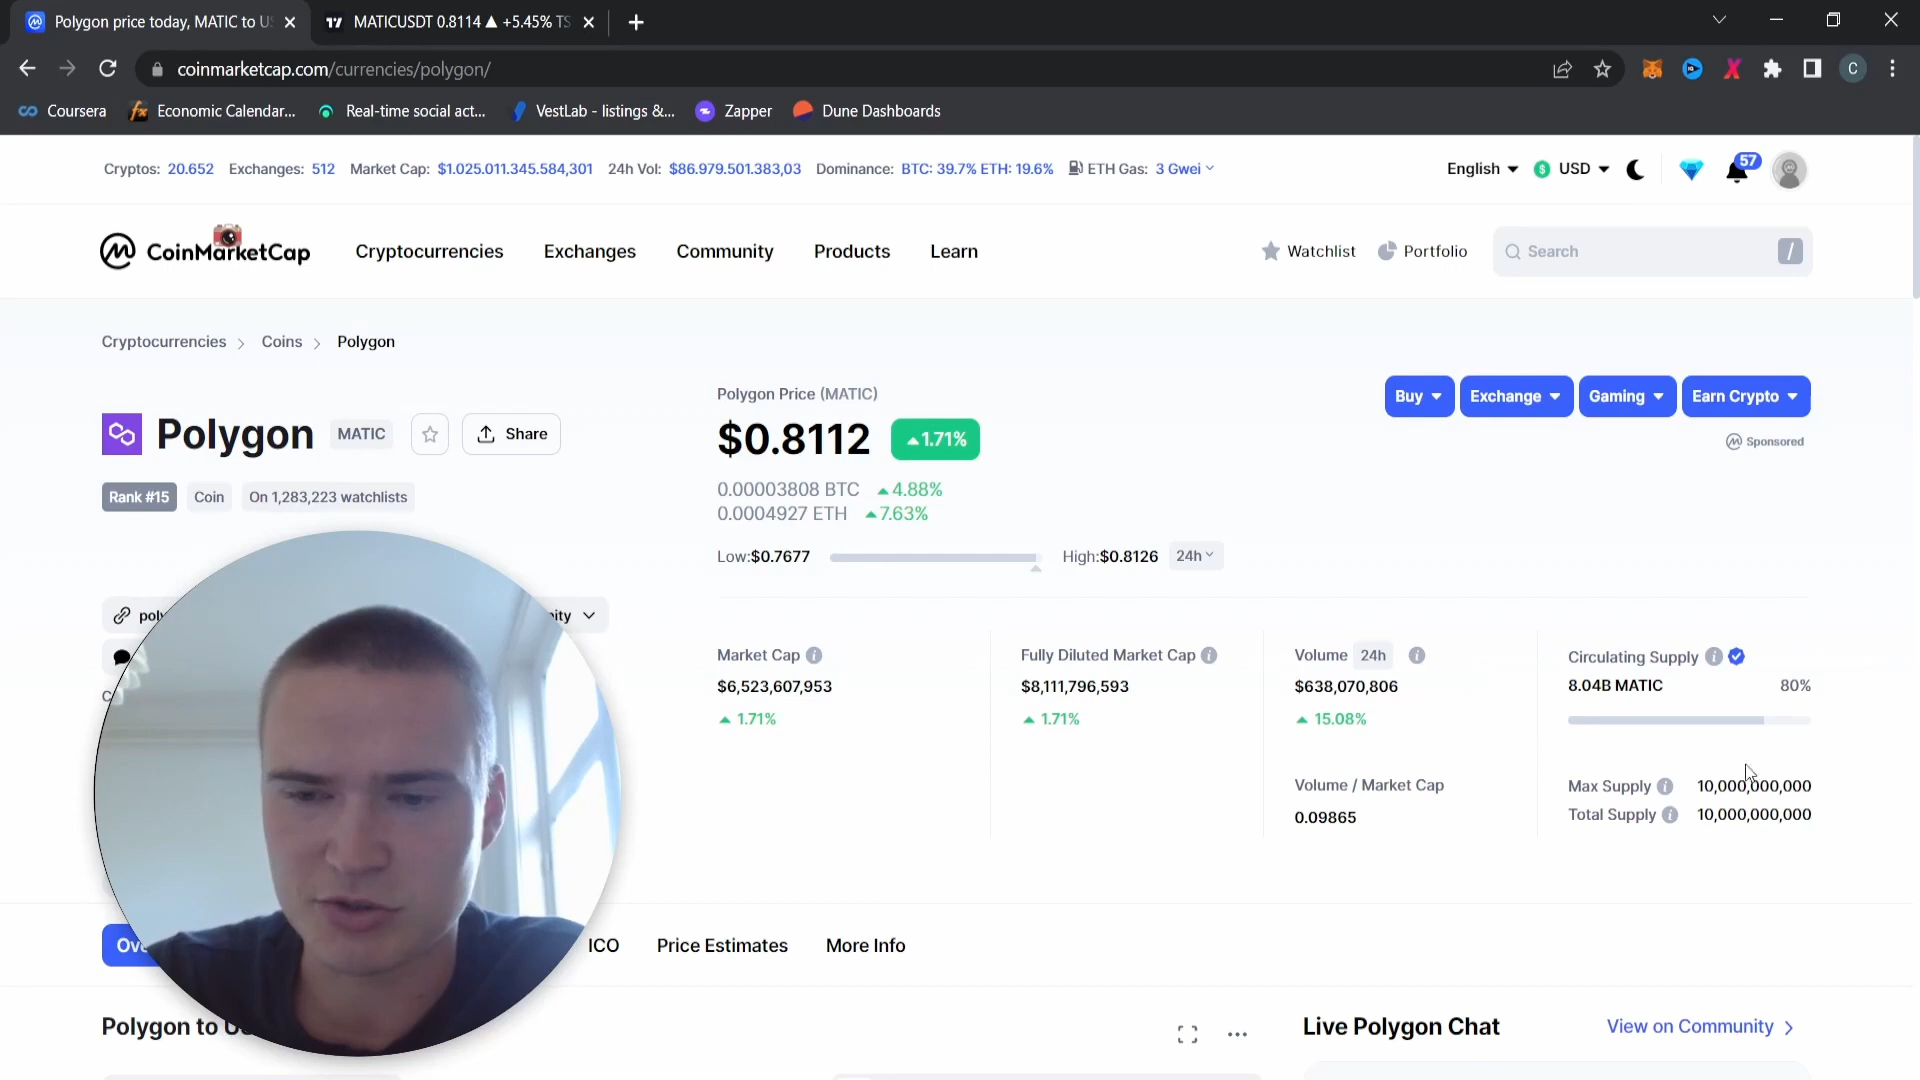 Polygon price today, MATIC to U
MATICUSDT 0.8114 ▲ +5.45% TS
coinmarketcap.com/currencies/polygon/
C
Coursera
Economic Calendar...
Real-time social act...
VestLab - listings &...
Zapper
Dune Dashboards
Cryptos: 20.652 Exchanges: 512 Market Cap: $1.025.011.345.584,301 24h Vol: $86.979.501.383,03 Dominance: BTC: 39.7% ETH: 19.6% ETH Gas: 3 Gwei
English
USD
57
CoinMarketCap
Cryptocurrencies
Exchanges
Community
Products
Learn
Watchlist
Portfolio
Search
/
Cryptocurrencies > Coins > Polygon
Polygon
MATIC
Share
Rank #15
Coin
On 1,283,223 watchlists
Polygon Price (MATIC)
$0.8112
1.71%
0.00003808 BTC 4.88%
0.0004927 ETH 7.63%
Low:$0.7677
High:$0.8126
24h
Buy
Exchange
Gaming
Earn Crypto
Sponsored
Market Cap
$6,523,607,953
1.71%
Fully Diluted Market Cap
$8,111,796,593
1.71%
Volume 24h
$638,070,806
15.08%
Volume / Market Cap
0.09865
Circulating Supply
8.04B MATIC 80%
Max Supply 10,000,000,000
Total Supply 10,000,000,000
ICO
Price Estimates
More Info
Polygon to
Live Polygon Chat
View on Community